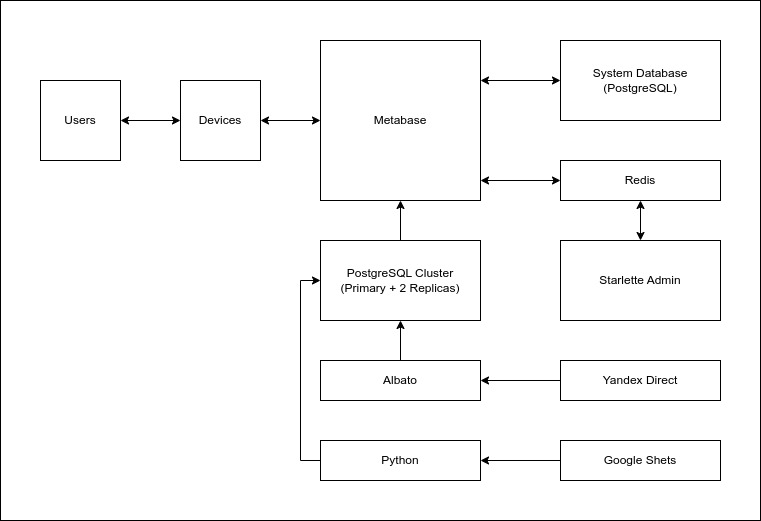 Users
Devices
Metabase
System Database
(PostgreSQL)
Redis
PostgreSQL Cluster
(Primary + 2 Replicas)
Starlette Admin
Albato
Yandex Direct
Python
Google Shets